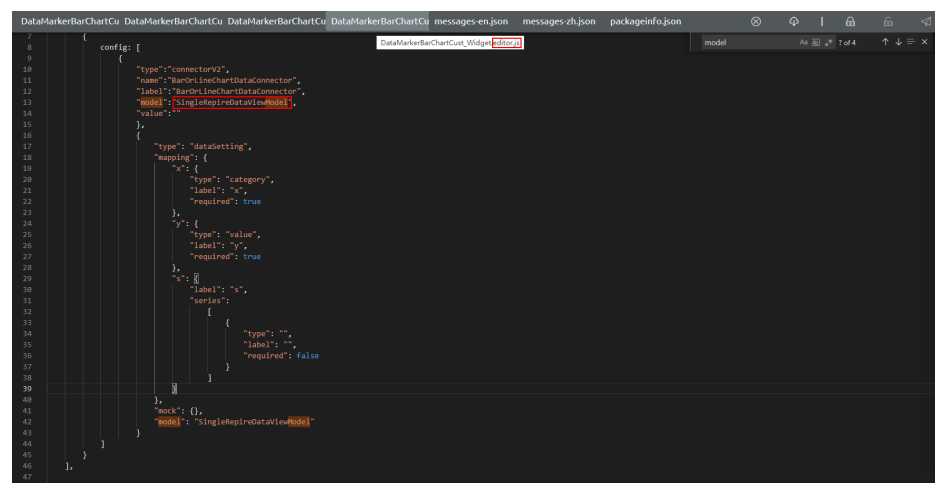 DataMarkerBarChartCu DataMarkerBarChartCu DataMarkerBarChartCu DataMarkerBarChartCu messages-en.json messages-zh.json packageinfo.json
DataMarkerBarChartCust_Widget.editor.js
model Aa Ab| .* ? of 4
7 {
8 config: [
9 {
10 "type":"connectorV2",
11 "name":"BarOrLineChartDataConnector",
12 "label":"BarOrLineChartDataConnector",
13 "model":"SingleRepireDataViewModel",
14 "value":""
15 },
16 {
17 "type": "dataSetting",
18 "mapping": {
19 "x": {
20 "type": "category",
21 "label": "x",
22 "required": true
23 },
24 "y": {
25 "type": "value",
26 "label": "y",
27 "required": true
28 },
29 "s": {
30 "label": "s",
31 "series":
32 [
33 {
34 "type": "",
35 "label": "",
36 "required": false
37 }
38 ]
39 }
40 },
41 "mock": {},
42 "model": "SingleRepireDataViewModel"
43 }
44 ]
45 }
46 ],
47